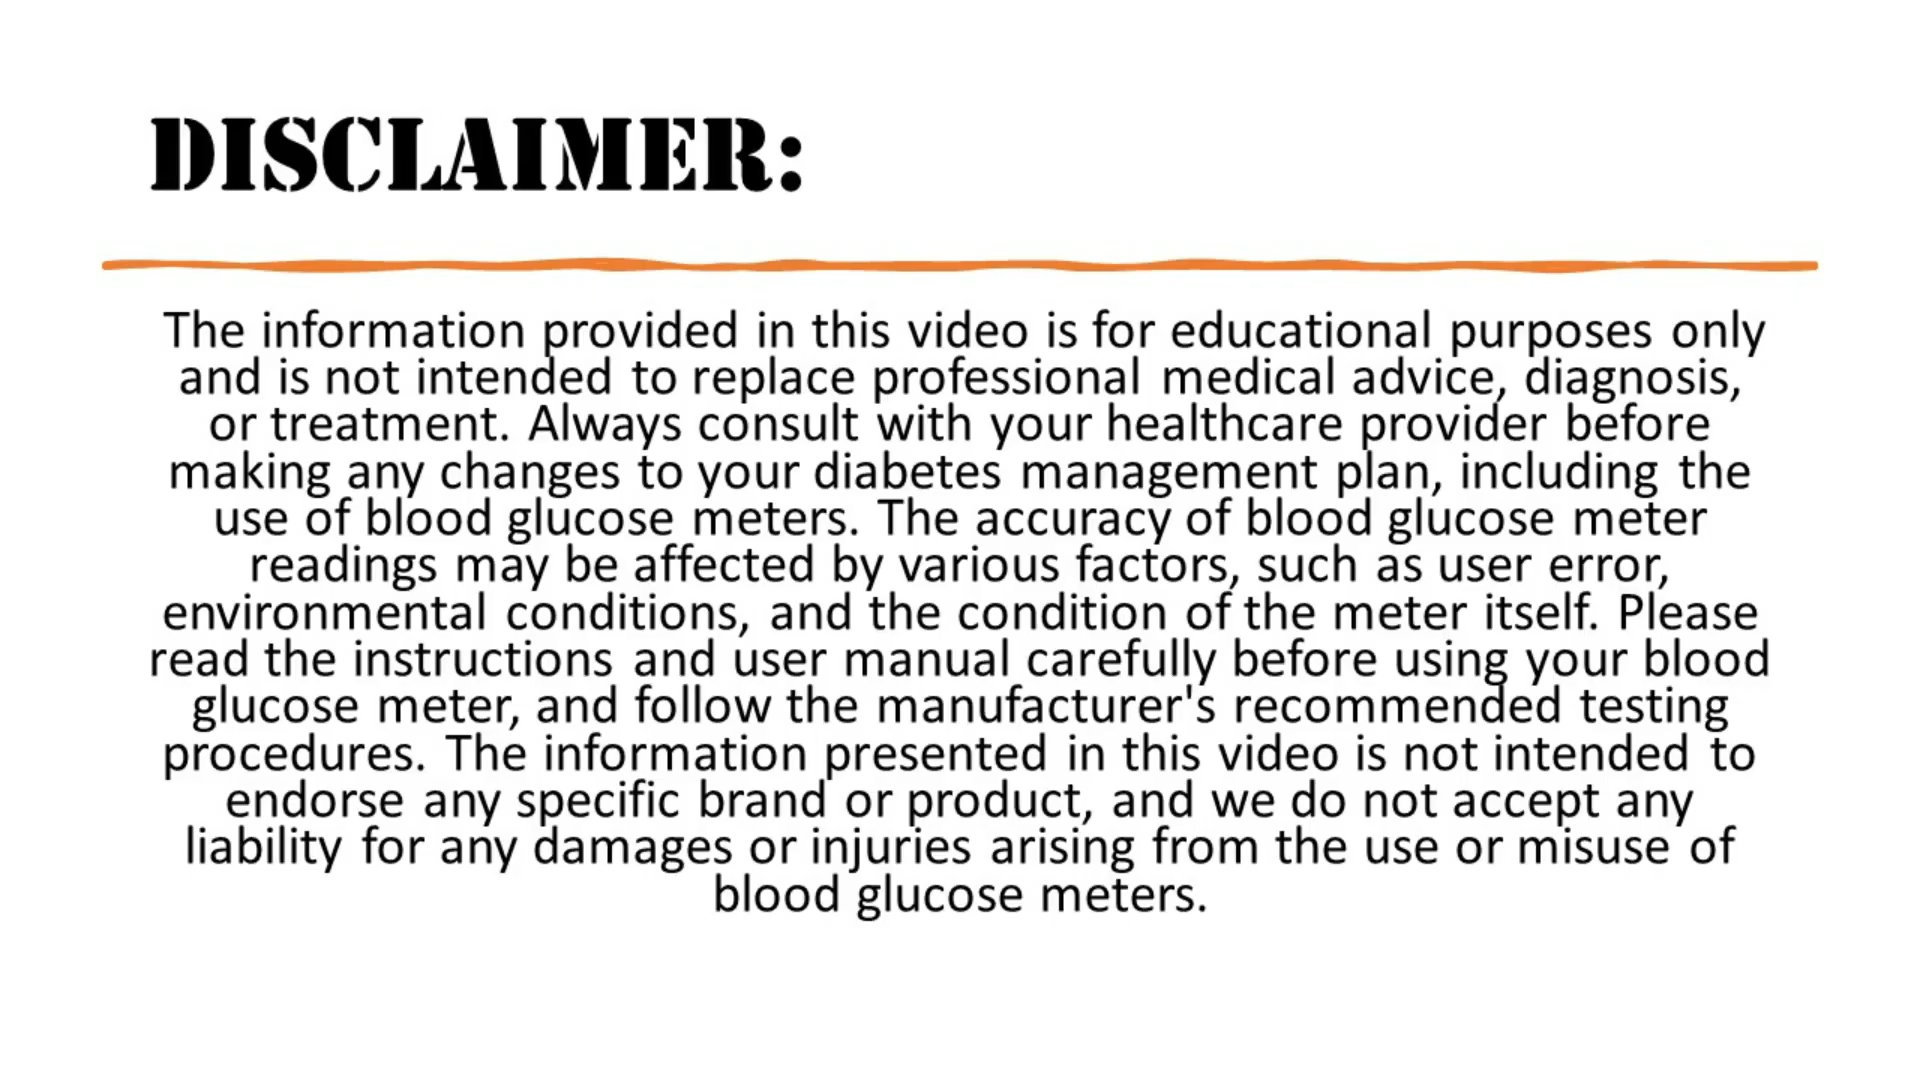 DISCLAIMER:
The information provided in this video is for educational purposes only
and is not intended to replace professional medical advice, diagnosis,
or treatment. Always consult with your healthcare provider before
making any changes to your diabetes management plan, including the
use of blood glucose meters. The accuracy of blood glucose meter
readings may be affected by various factors, such as user error,
environmental conditions, and the condition of the meter itself. Please
read the instructions and user manual carefully before using your blood
glucose meter, and follow the manufacturer's recommended testing
procedures. The information presented in this video is not intended to
endorse any specific brand or product, and we do not accept any
liability for any damages or injuries arising from the use or misuse of
blood glucose meters.